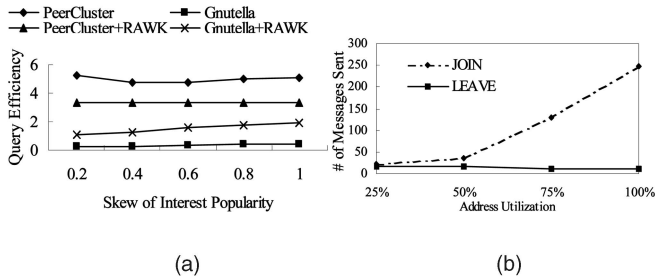 PeerCluster Gnutella
PeerCluster+RAWK Gnutella+RAWK
Query Efficiency
6
4
2
0
0.2 0.4 0.6 0.8 1
Skew of Interest Popularity
(a)
# of Messages Sent
300
250
200
150
100
50
0
JOIN
LEAVE
25% 50% 75% 100%
Address Utilization
(b)